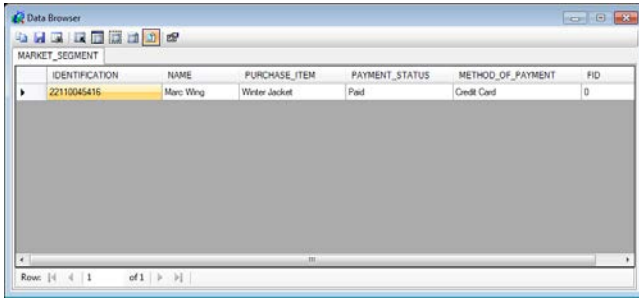 Data Browser
MARKET_SEGMENT
IDENTIFICATION NAME PURCHASE_ITEM PAYMENT_STATUS METHOD_OF_PAYMENT FID
22110045416 Marc Wing Winter Jacket Paid Credit Card 0
Row: 1 of 1